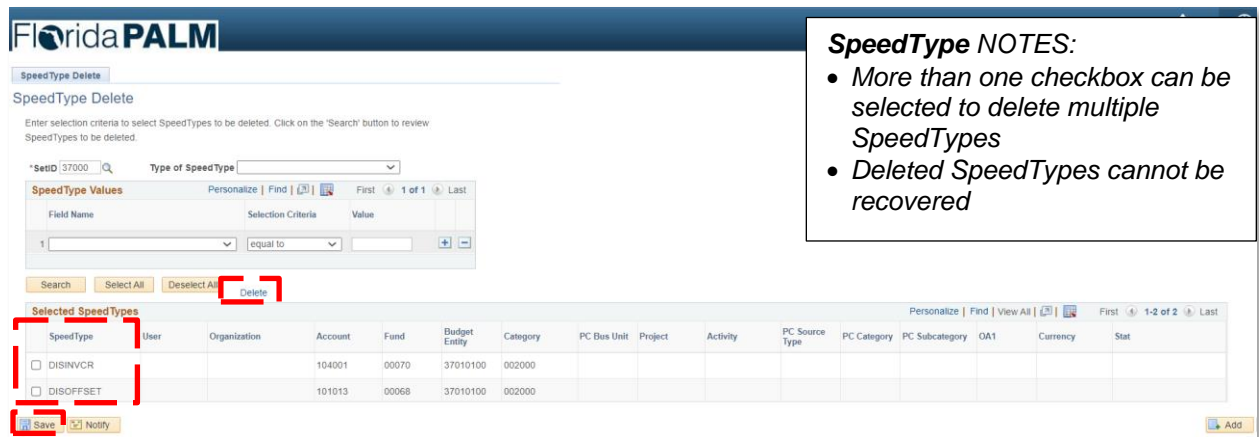 Florida PALM
SpeedType NOTES:
• More than one checkbox can be
selected to delete multiple
SpeedTypes
• Deleted SpeedTypes cannot be
recovered
SpeedType Delete
SpeedType Delete
Enter selection criteria to select SpeedTypes to be deleted. Click on the 'Search' button to review
SpeedTypes to be deleted.
*SetID 37000 Type of SpeedType
SpeedType Values Personalize | Find | First 1 of 1 Last
Field Name Selection Criteria Value
1 equal to
Search Select All Deselect All Delete
Selected SpeedTypes Personalize | Find | View All | First 1-2 of 2 Last
SpeedType User Organization Account Fund Budget Entity Category PC Bus Unit Project Activity PC Source Type PC Category PC Subcategory OA1 Currency Stat
DISINVCR 104001 00070 37010100 002000
DISOFFSET 101013 00068 37010100 002000
Save Notify Add